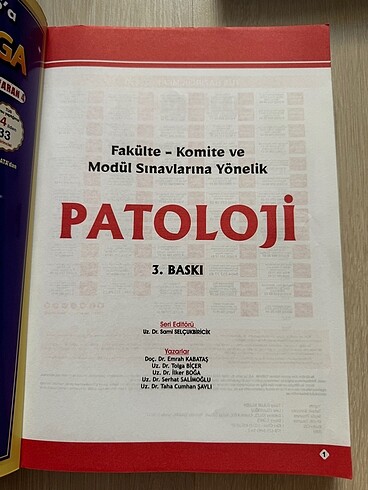 Fakülte - Komite ve
Modül Sınavlarına Yönelik
PATOLOJİ
3. BASKI
Seri Editörü
Uz. Dr. Sami SELÇUKBİRİCİK
Yazarlar
Doç. Dr. Emrah KABATAŞ
Uz. Dr. Tolga BİÇER
Uz. Dr. İlker BOĞA
Uz. Dr. Serhat SALİMOĞLU
Uz. Dr. Taha Cumhan ŞAVLI
1